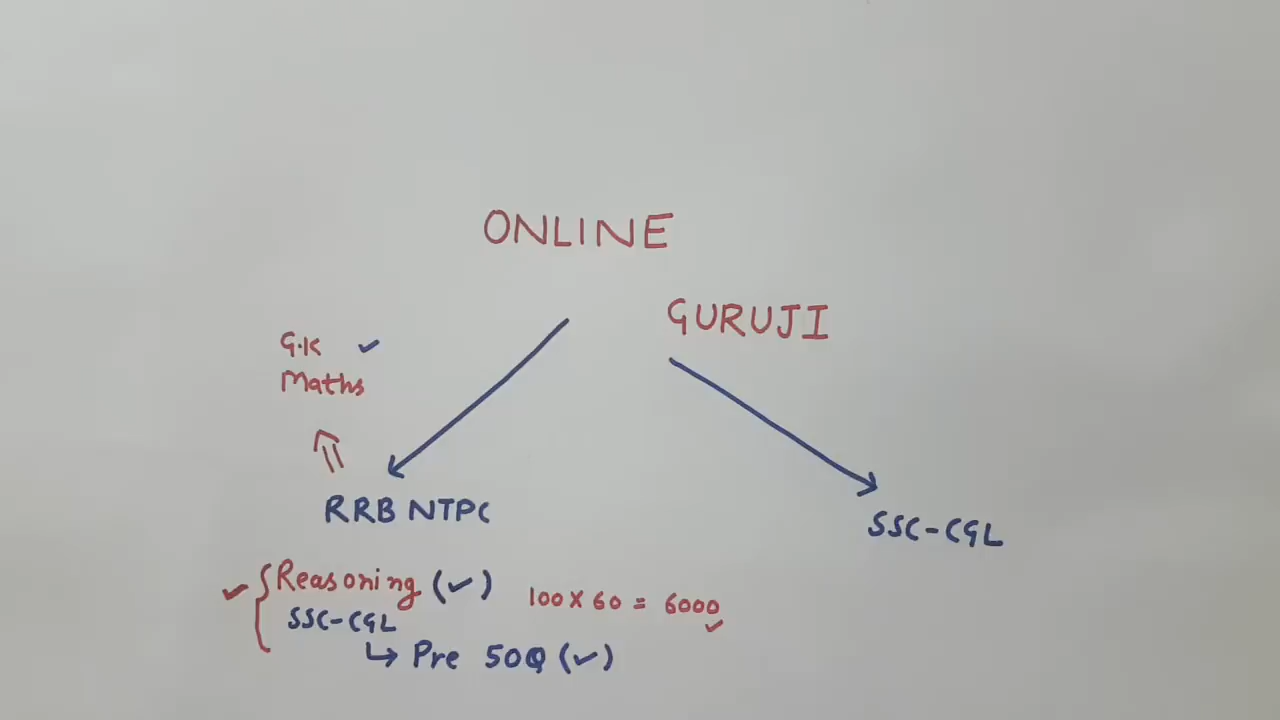 ONLINE
GURUJI
G.K ✓
Maths
RRB NTPC
SSC-CGL
✓ { Reasoning (✓) 100 X 60 = 6000 ✓
SSC-CGL
↳ Pre 50Q (✓)